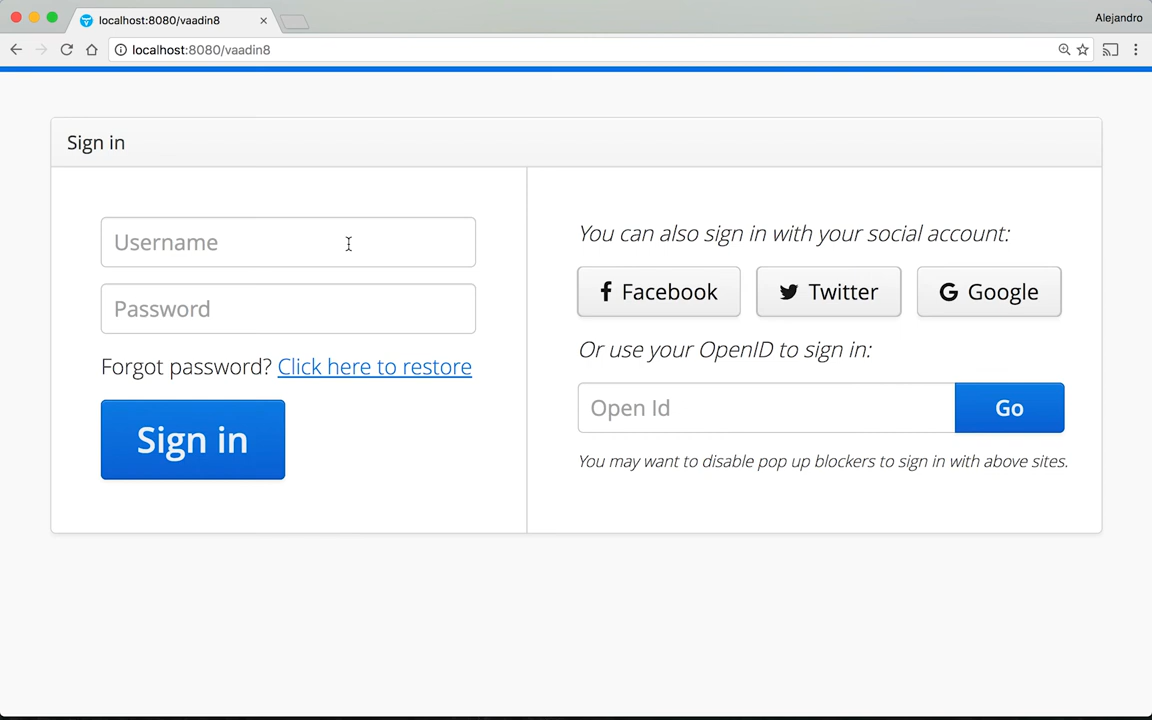 localhost:8080/vaadin8
Alejandro
localhost:8080/vaadin8
Sign in
Username
Password
Forgot password? Click here to restore
Sign in
You can also sign in with your social account:
Facebook
Twitter
Google
Or use your OpenID to sign in:
Open Id
Go
You may want to disable pop up blockers to sign in with above sites.